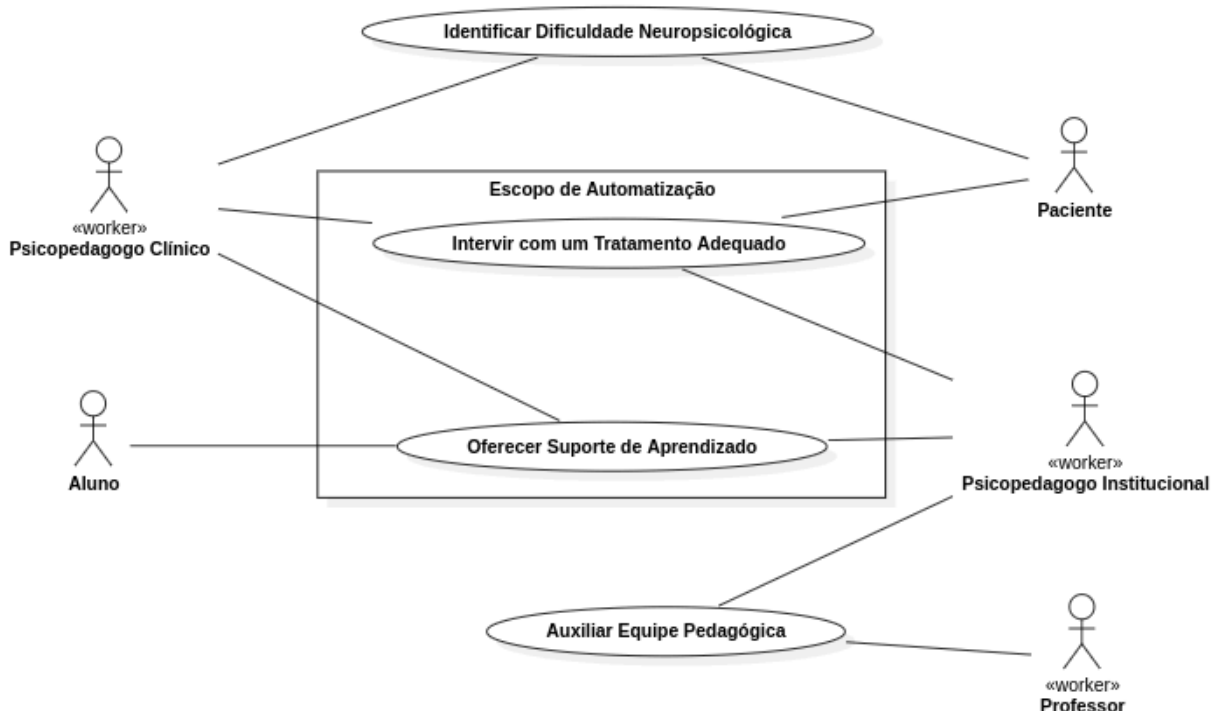 Identificar Dificuldade Neuropsicológica
Escopo de Automatização
Intervir com um Tratamento Adequado
Paciente
«worker»
Psicopedagogo Clínico
Oferecer Suporte de Aprendizado
Aluno
«worker»
Psicopedagogo Institucional
Auxiliar Equipe Pedagógica
«worker»
Professor